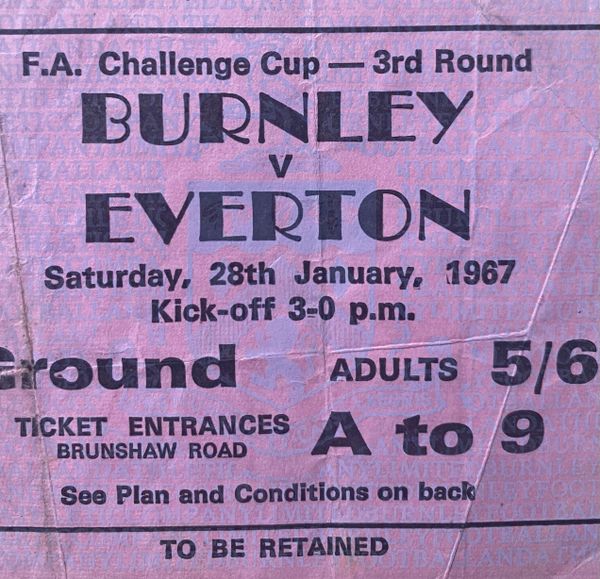 F.A. Challenge Cup — 3rd Round
BURNLEY
v
EVERTON
Saturday, 28th January, 1967
Kick-off 3-0 p.m.
Ground ADULTS 5/6
TICKET ENTRANCES A to 9
BRUNSHAW ROAD
See Plan and Conditions on back
TO BE RETAINED